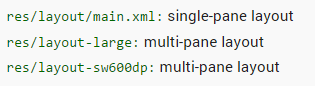 res/layout/main.xml: single-pane layout
res/layout-large: multi-pane layout
res/layout-sw600dp: multi-pane layout